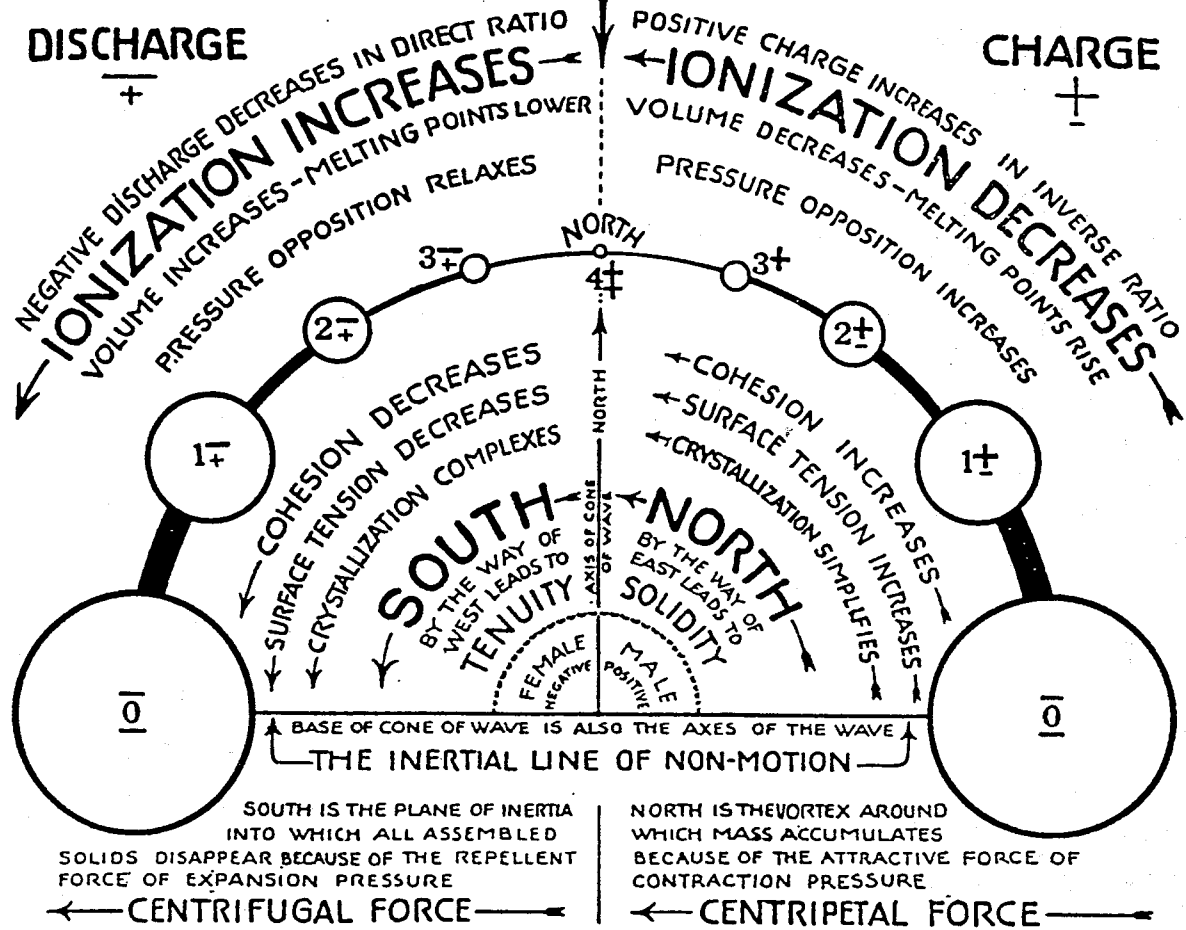 DISCHARGE
∓
NEGATIVE DISCHARGE DECREASES IN DIRECT RATIO
IONIZATION INCREASES
VOLUME INCREASES-MELTING POINTS LOWER
PRESSURE OPPOSITION RELAXES
CHARGE
±
POSITIVE CHARGE INCREASES IN INVERSE RATIO
IONIZATION DECREASES
VOLUME DECREASES-MELTING POINTS RISE
PRESSURE OPPOSITION INCREASES
NORTH
3∓
4‡
3+
2∓
2±
1∓
1±
0
0
COHESION DECREASES
SURFACE TENSION DECREASES
CRYSTALLIZATION COMPLEXES
SOUTH
BY THE WAY OF
WEST LEADS TO
TENUITY
FEMALE
NEGATIVE
NORTH
AXIS OF CONE
OF WAVE
COHESION INCREASES
SURFACE TENSION INCREASES
CRYSTALLIZATION SIMPLIFIES
NORTH
BY THE WAY OF
EAST LEADS TO
SOLIDITY
MALE
POSITIVE
BASE OF CONE OF WAVE IS ALSO THE AXES OF THE WAVE
THE INERTIAL LINE OF NON-MOTION
SOUTH IS THE PLANE OF INERTIA
INTO WHICH ALL ASSEMBLED
SOLIDS DISAPPEAR BECAUSE OF THE REPELLENT
FORCE OF EXPANSION PRESSURE
CENTRIFUGAL FORCE
NORTH IS THE VORTEX AROUND
WHICH MASS ACCUMULATES
BECAUSE OF THE ATTRACTIVE FORCE OF
CONTRACTION PRESSURE
CENTRIPETAL FORCE